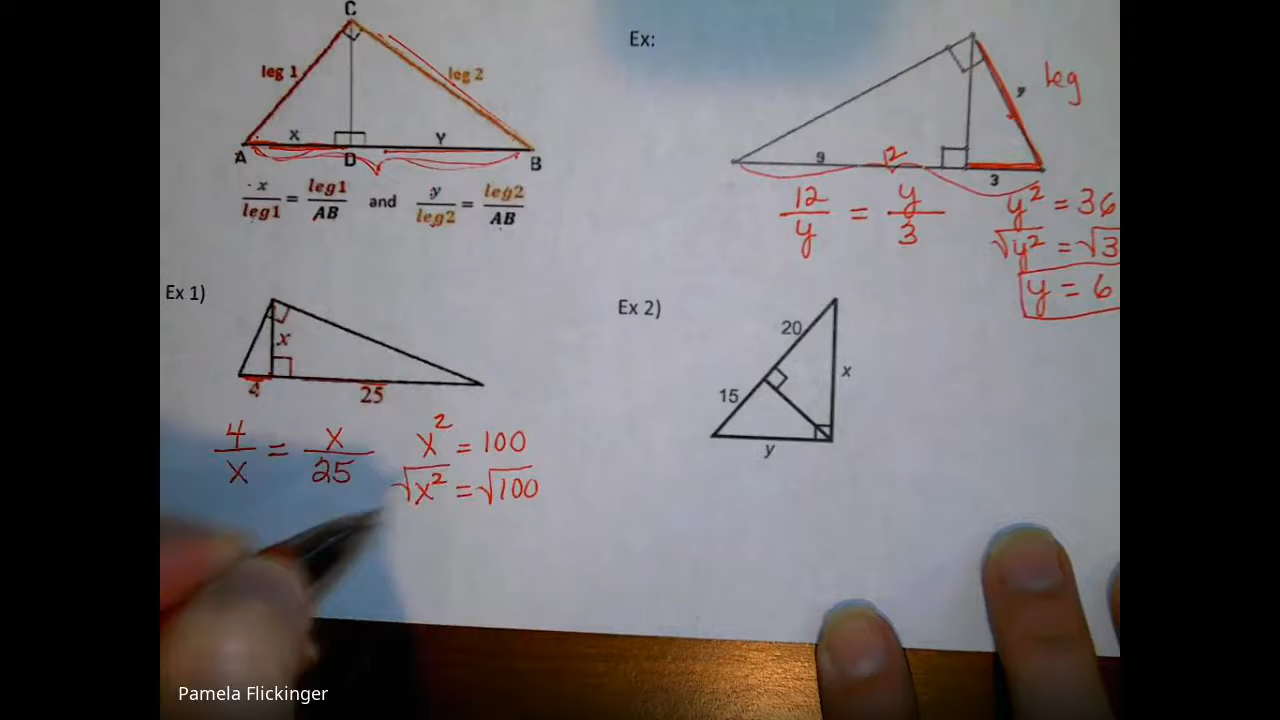 C
leg 1
leg 2
x
Y
A
D
B
x/leg1 = leg1/AB and y/leg2 = leg2/AB
Ex:
leg
y
9
12
3
12/y = y/3
y² = 36
√y² = √3
y = 6
Ex 1)
x
4
25
4/x = x/25
x² = 100
√x² = √100
Ex 2)
20
15
x
y
Pamela Flickinger